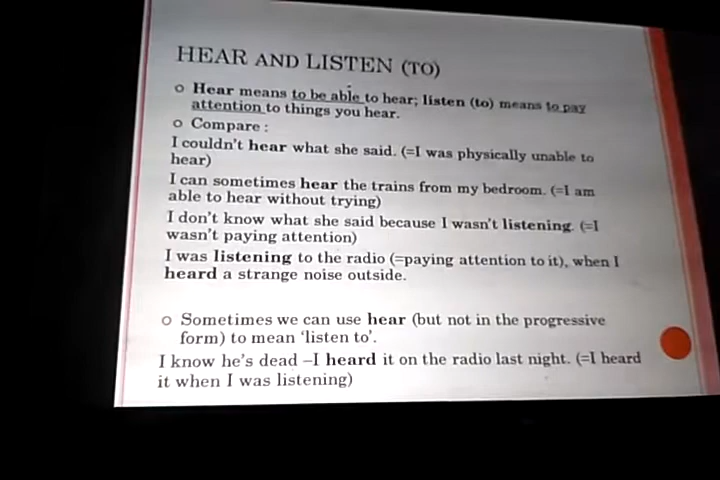 HEAR AND LISTEN (TO)
Hear means to be able to hear; listen (to) means to pay
attention to things you hear.
Compare :
I couldn't hear what she said. (=I was physically unable to
hear)
I can sometimes hear the trains from my bedroom. (=I am
able to hear without trying)
I don't know what she said because I wasn't listening. (=I
wasn't paying attention)
I was listening to the radio (=paying attention to it), when I
heard a strange noise outside.
Sometimes we can use hear (but not in the progressive
form) to mean 'listen to'.
I know he's dead –I heard it on the radio last night. (=I heard
it when I was listening)